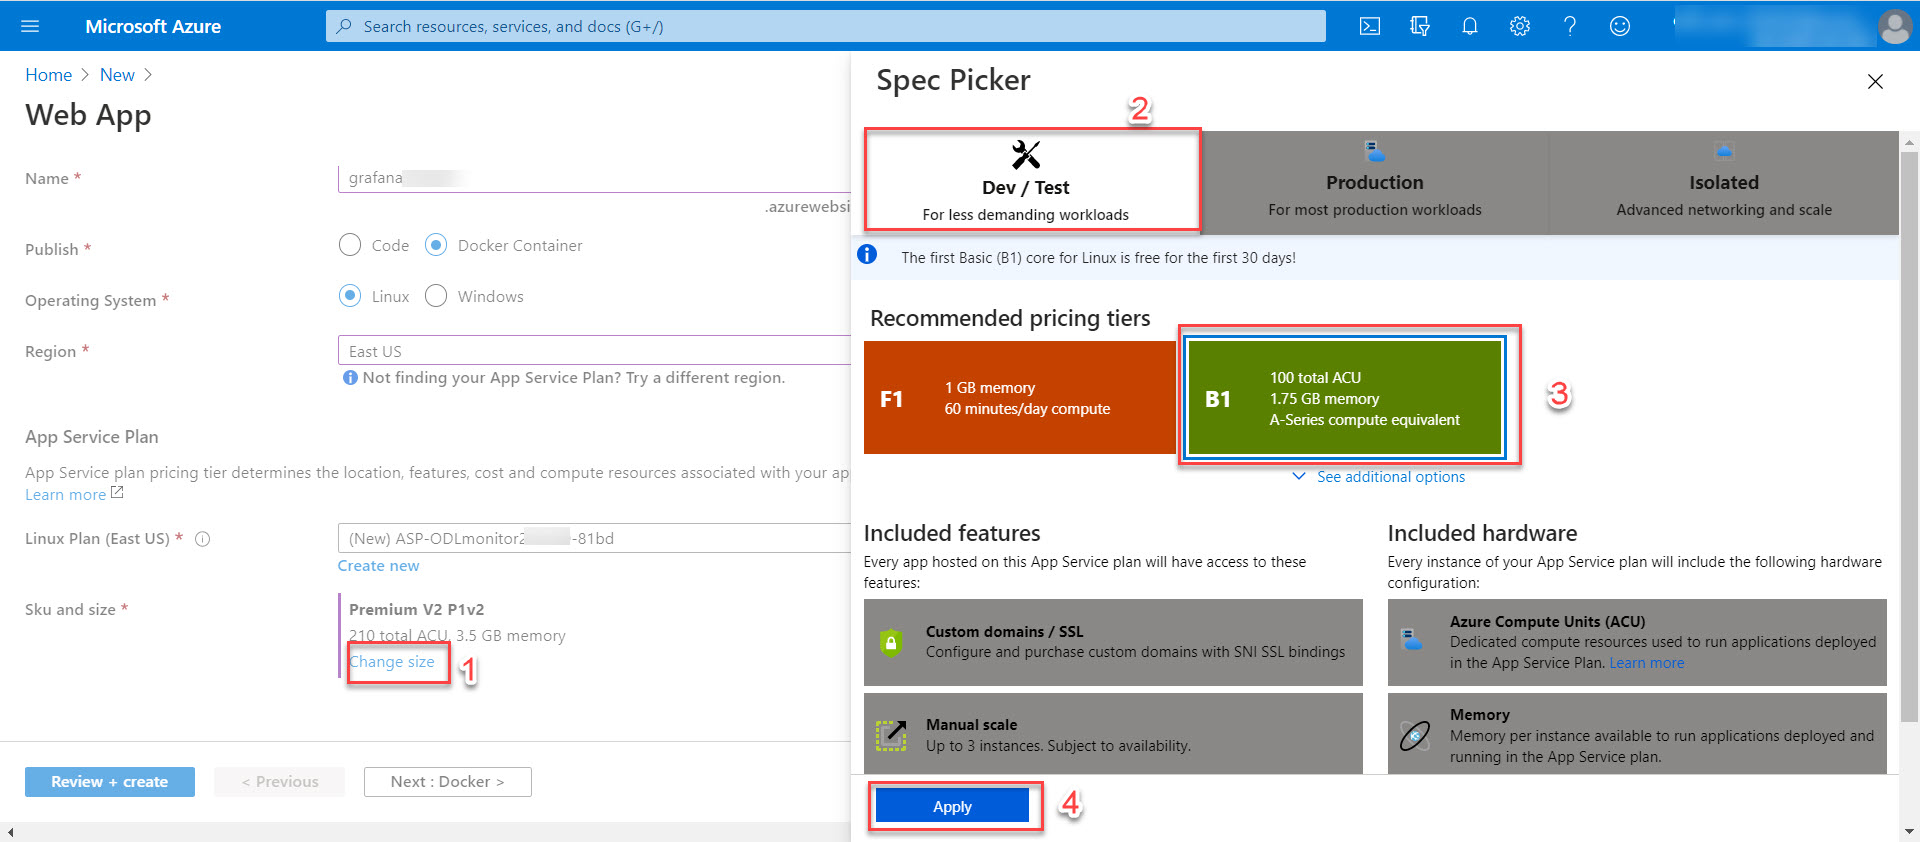 Microsoft Azure
Search resources, services, and docs (G+/)
Home > New >
Web App
Name *
grafana
.azurewebsi
Publish *
Code
Docker Container
Operating System *
Linux
Windows
Region *
East US
Not finding your App Service Plan? Try a different region.
App Service Plan
App Service plan pricing tier determines the location, features, cost and compute resources associated with your ap
Learn more
Linux Plan (East US) *
(New) ASP-ODLmonitor2 -81bd
Create new
Sku and size *
Premium V2 P1v2
210 total ACU, 3.5 GB memory
Change size
1
Review + create
< Previous
Next : Docker >
Spec Picker
2
Dev / Test
For less demanding workloads
Production
For most production workloads
Isolated
Advanced networking and scale
The first Basic (B1) core for Linux is free for the first 30 days!
Recommended pricing tiers
F1
1 GB memory
60 minutes/day compute
B1
100 total ACU
1.75 GB memory
A-Series compute equivalent
3
See additional options
Included features
Every app hosted on this App Service plan will have access to these
features:
Custom domains / SSL
Configure and purchase custom domains with SNI SSL bindings
Manual scale
Up to 3 instances. Subject to availability.
Included hardware
Every instance of your App Service plan will include the following hardware
configuration:
Azure Compute Units (ACU)
Dedicated compute resources used to run applications deployed
in the App Service Plan. Learn more
Memory
Memory per instance available to run applications deployed and
running in the App Service plan.
Apply
4